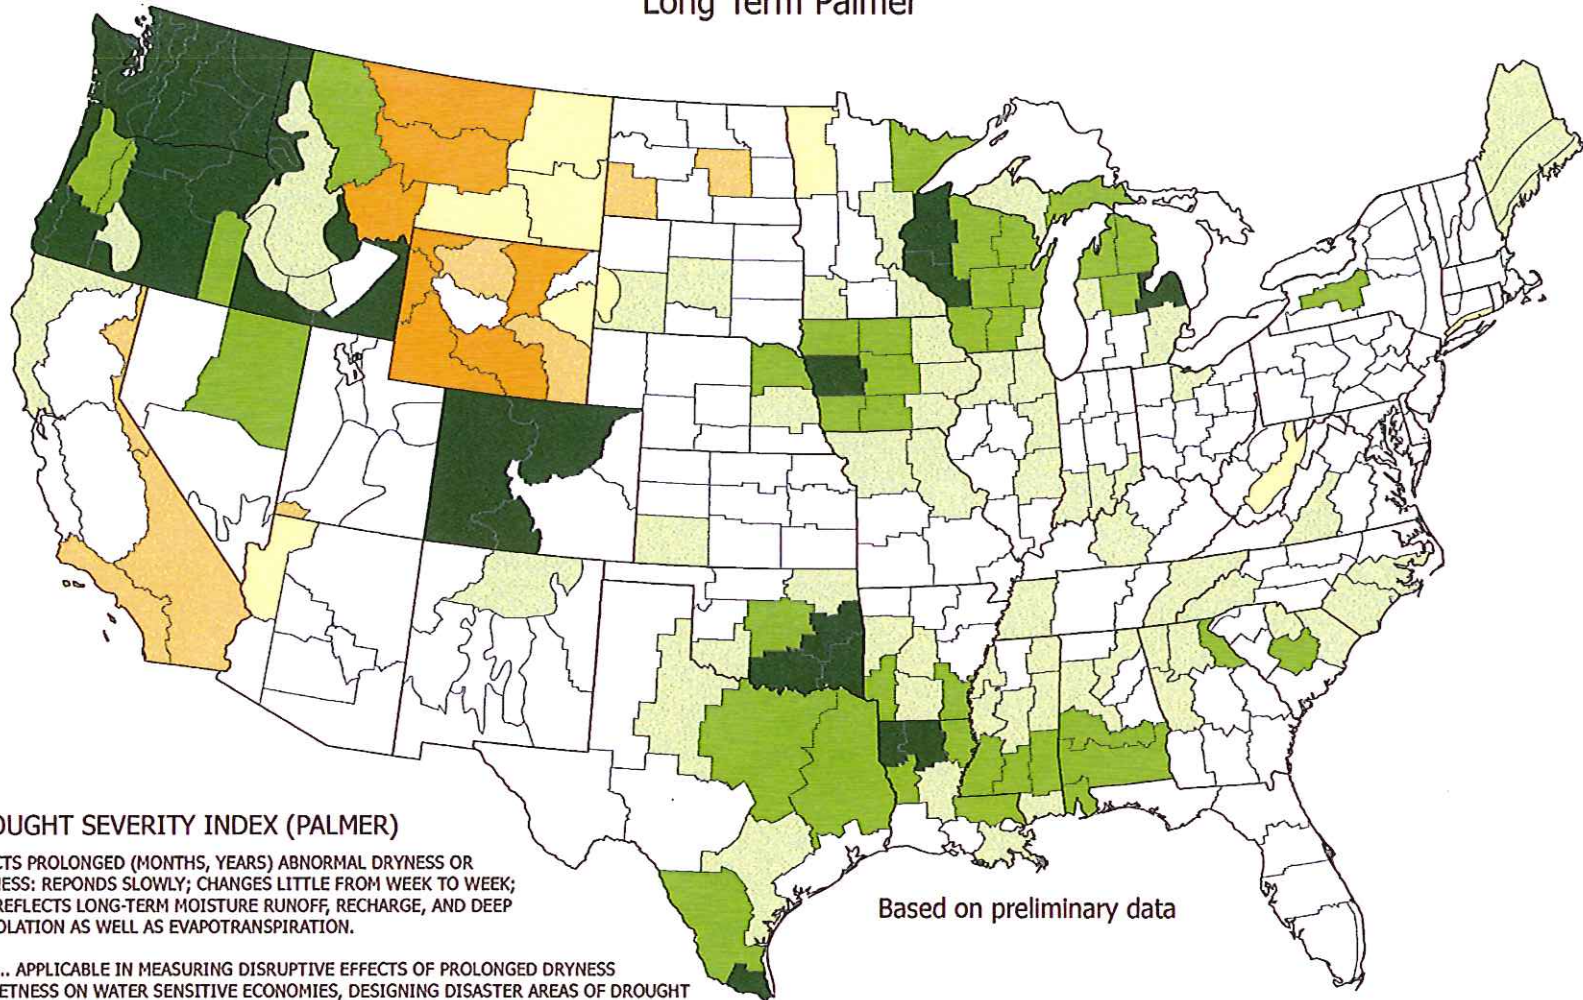 Long Term Palmer
OUGHT SEVERITY INDEX (PALMER)
CTS PROLONGED (MONTHS, YEARS) ABNORMAL DRYNESS OR
NESS: REPONDS SLOWLY; CHANGES LITTLE FROM WEEK TO WEEK;
REFLECTS LONG-TERM MOISTURE RUNOFF, RECHARGE, AND DEEP
OLATION AS WELL AS EVAPOTRANSPIRATION.
... APPLICABLE IN MEASURING DISRUPTIVE EFFECTS OF PROLONGED DRYNESS
ETNESS ON WATER SENSITIVE ECONOMIES, DESIGNING DISASTER AREAS OF DROUGHT
Based on preliminary data